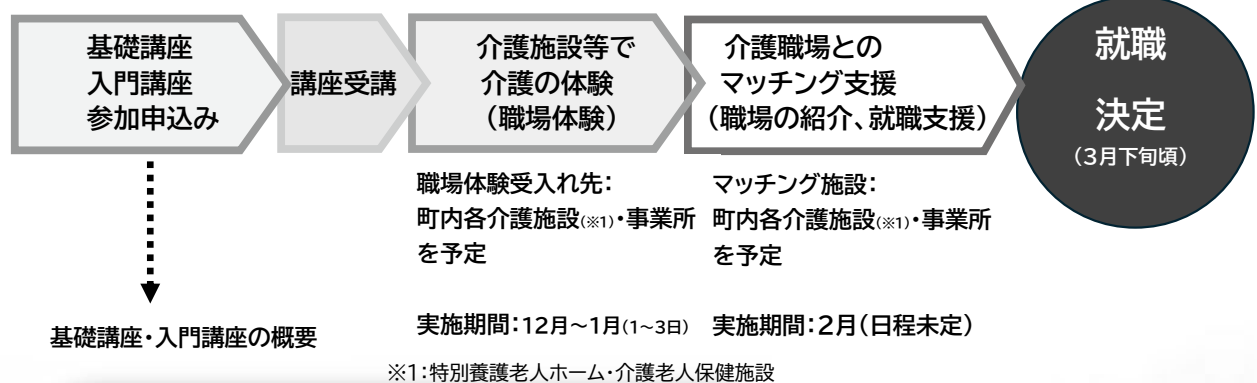 基礎講座
入門講座
参加申込み
講座受講
介護施設等で
介護の体験
（職場体験）
介護職場との
マッチング支援
（職場の紹介、就職支援）
就職
決定
（3月下旬頃）
職場体験受入れ先：
町内各介護施設（※1）・事業所
を予定
実施期間：12月～1月（1～3日）
マッチング施設：
町内各介護施設（※1）・事業所
を予定
実施期間：2月（日程未定）
基礎講座・入門講座の概要
※1：特別養護老人ホーム・介護老人保健施設